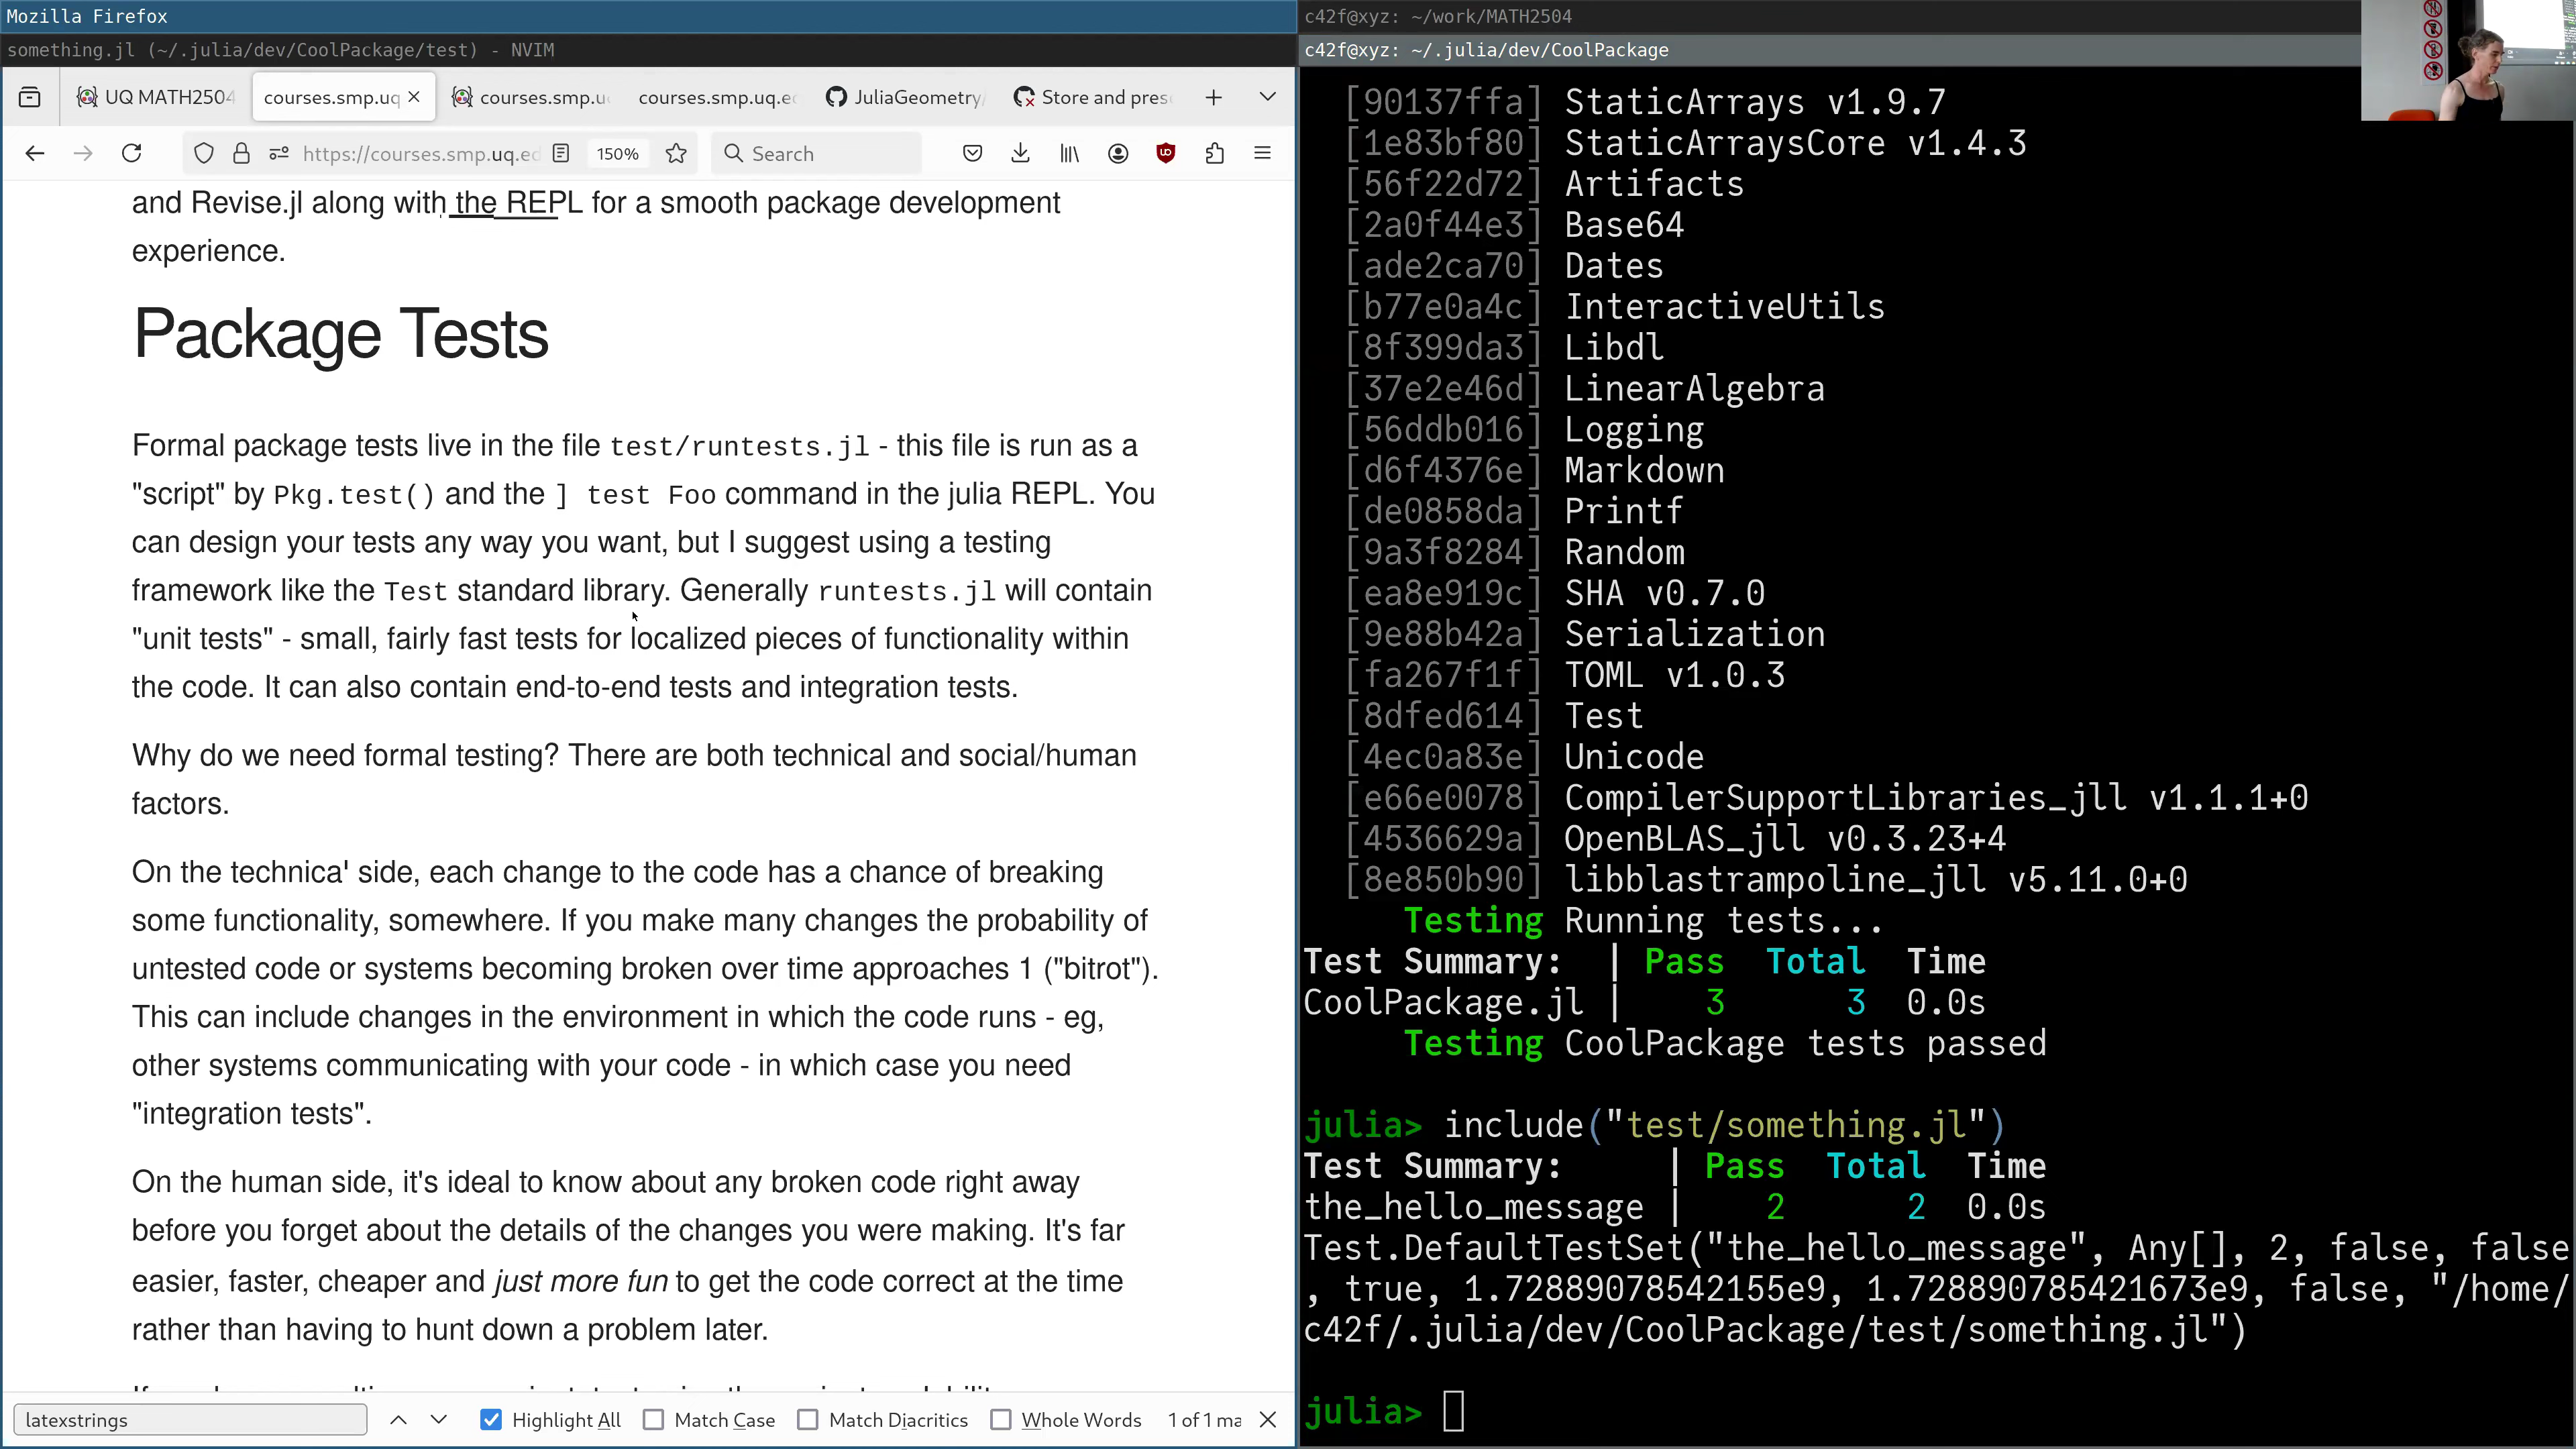 Mozilla Firefox
something.jl (~/.julia/dev/CoolPackage/test) - NVIM
UQ MATH2504
courses.smp.uq
courses.smp.u
courses.smp.uq.e
JuliaGeometry/
Store and pres
https://courses.smp.uq.ed
150%
Search
and Revise.jl along with the REPL for a smooth package development
experience.
Package Tests
Formal package tests live in the file test/runtests.jl - this file is run as a
"script" by Pkg.test() and the ] test Foo command in the julia REPL. You
can design your tests any way you want, but I suggest using a testing
framework like the Test standard library. Generally runtests.jl will contain
"unit tests" - small, fairly fast tests for localized pieces of functionality within
the code. It can also contain end-to-end tests and integration tests.
Why do we need formal testing? There are both technical and social/human
factors.
On the technica' side, each change to the code has a chance of breaking
some functionality, somewhere. If you make many changes the probability of
untested code or systems becoming broken over time approaches 1 ("bitrot").
This can include changes in the environment in which the code runs - eg,
other systems communicating with your code - in which case you need
"integration tests".
On the human side, it's ideal to know about any broken code right away
before you forget about the details of the changes you were making. It's far
easier, faster, cheaper and just more fun to get the code correct at the time
rather than having to hunt down a problem later.
latexstrings
Highlight All
Match Case
Match Diacritics
Whole Words
1 of 1 ma
c42f@xyz: ~/work/MATH2504
c42f@xyz: ~/.julia/dev/CoolPackage
[90137ffa] StaticArrays v1.9.7
[1e83bf80] StaticArraysCore v1.4.3
[56f22d72] Artifacts
[2a0f44e3] Base64
[ade2ca70] Dates
[b77e0a4c] InteractiveUtils
[8f399da3] Libdl
[37e2e46d] LinearAlgebra
[56ddb016] Logging
[d6f4376e] Markdown
[de0858da] Printf
[9a3f8284] Random
[ea8e919c] SHA v0.7.0
[9e88b42a] Serialization
[fa267f1f] TOML v1.0.3
[8dfed614] Test
[4ec0a83e] Unicode
[e66e0078] CompilerSupportLibraries_jll v1.1.1+0
[4536629a] OpenBLAS_jll v0.3.23+4
[8e850b90] libblastrampoline_jll v5.11.0+0
Testing Running tests...
Test Summary: | Pass Total Time
CoolPackage.jl | 3 3 0.0s
Testing CoolPackage tests passed
julia> include("test/something.jl")
Test Summary: | Pass Total Time
the_hello_message | 2 2 0.0s
Test.DefaultTestSet("the_hello_message", Any[], 2, false, false
, true, 1.72889078542155e9, 1.728890785421673e9, false, "/home/
c42f/.julia/dev/CoolPackage/test/something.jl")
julia>